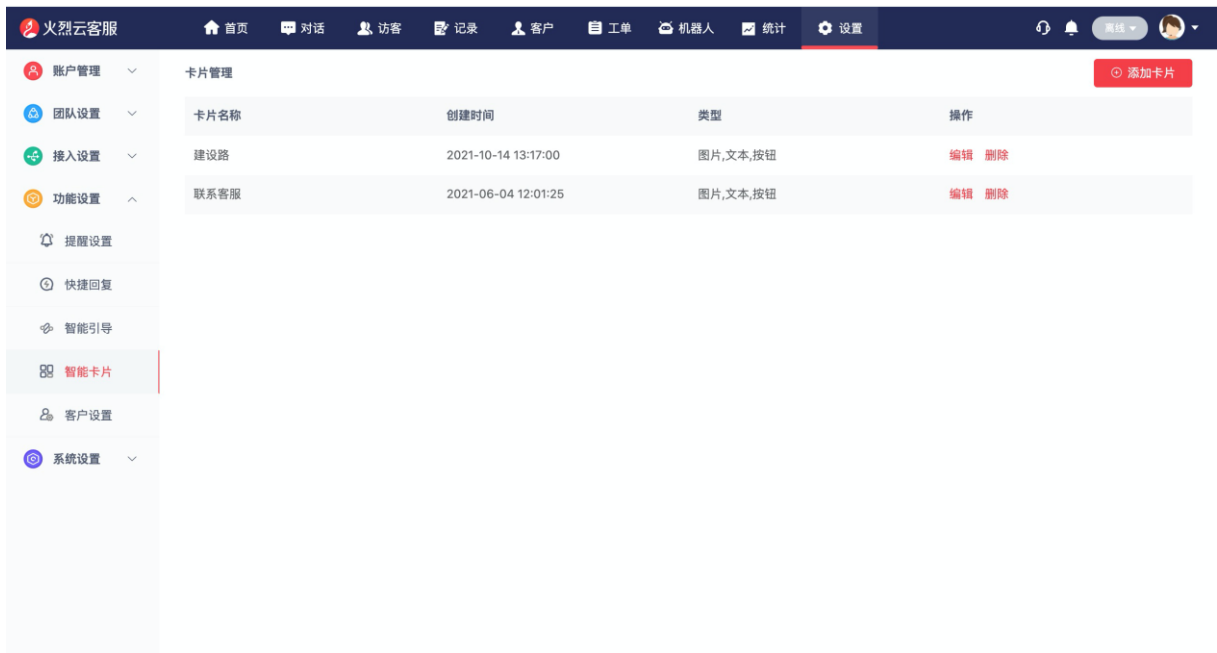 火烈云客服 首页 对话 访客 记录 客户 工单 机器人 统计 设置 离线
账户管理
团队设置
接入设置
功能设置
提醒设置
快捷回复
智能引导
智能卡片
客户设置
系统设置
卡片管理 添加卡片
卡片名称 创建时间 类型 操作
建设路 2021-10-14 13:17:00 图片,文本,按钮 编辑 删除
联系客服 2021-06-04 12:01:25 图片,文本,按钮 编辑 删除